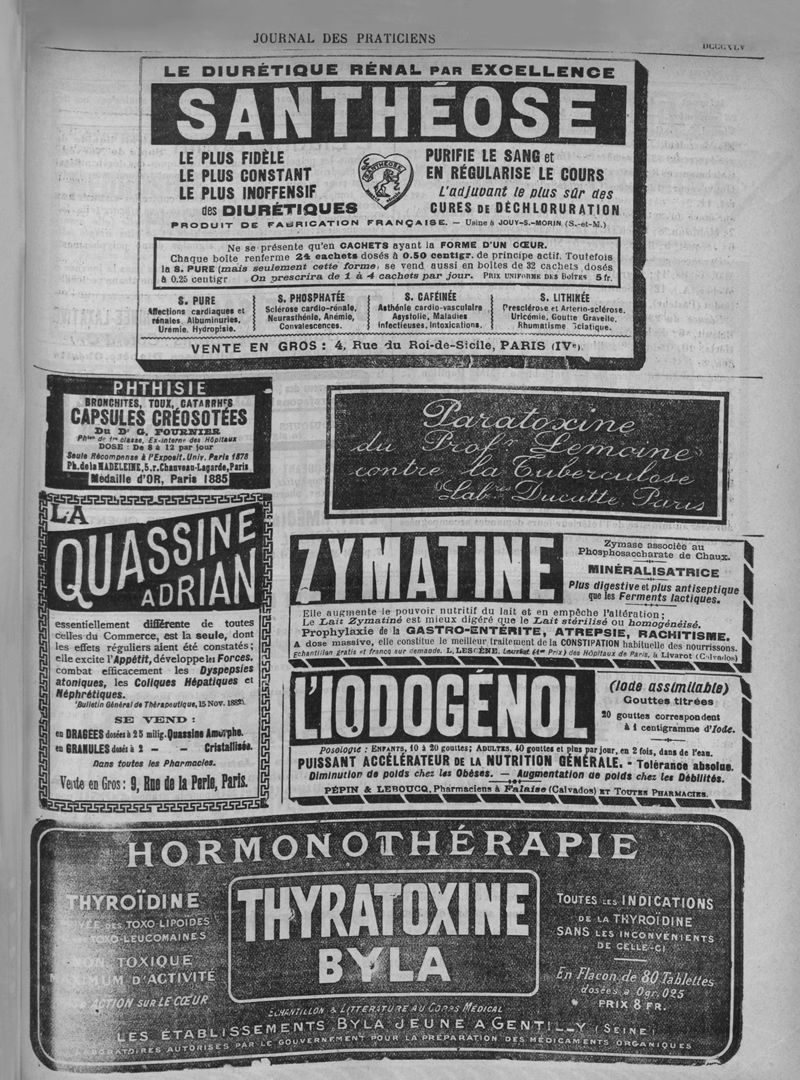 JOURNAL DES PRATICIENS
LE DIURÉTIQUE RÉNAL PAR EXCELLENCE
SANTHÉOSE
LE PLUS FIDÈLE
LE PLUS CONSTANT
LE PLUS INOFFENSIF
des DIURÉTIQUES
SANTHÉOSE
PURIFIE LE SANG et
EN RÉGULARISE LE COURS
L'adjuvant le plus sûr des
CURES DE DÉCHLORURATION
PRODUIT DE FABRICATION FRANÇAISE. — Usine à JOUY-S.-MORIN (S.-et-M.)
Ne se présente qu'en CACHETS ayant la FORME D'UN CŒUR.
Chaque boîte renferme 24 cachets dosés à 0.50 centigr. de principe actif. Toutefois
la S. PURE (mais seulement cette forme) se vend aussi en boîtes de 32 cachets dosés
à 0.25 centigr On prescrira de 1 à 4 cachets par jour. PRIX UNIFORME DES BOÎTES 5 fr.
S. PURE
Affections cardiaques et
rénales, Albuminuries,
Urémie, Hydropisie.
S. PHOSPHATÉE
Sclérose cardio-rénale,
Neurasthénie, Anémie,
Convalescences.
S. CAFÉINÉE
Asthénie cardio-vasculaire
Asystolie, Maladies
infectieuses, Intoxications.
S. LITHINÉE
Presclérose et Artério-sclérose.
Uricémie, Goutte Gravelle.
Rhumatisme Sciatique.
VENTE EN GROS : 4, Rue du Roi-de-Sicile, PARIS (IVe).
PHTHISIE
BRONCHITES, TOUX, CATARRHES
CAPSULES CRÉOSOTÉES
Du Dr G. FOURNIER
Phien de 1re classe, Ex-interne des Hôpitaux
DOSE : De 8 à 12 par jour
Seule Récompense à l'Exposit. Univ. Paris 1878
Ph. de la MADELEINE, 5, r. Chauveau-Lagarde, Paris
Médaille d'OR, Paris 1885
Paratoxine
du Profr Lemoine
contre la Tuberculose
Labres Ducatte, Paris
LA
QUASSINE
ADRIAN
essentiellement différente de toutes
celles du Commerce, est la seule, dont
les effets réguliers aient été constatés ;
elle excite l'Appétit, développe les Forces,
combat efficacement les Dyspepsies
atoniques, les Coliques Hépatiques et
Néphrétiques.
(Bulletin Général de Thérapeutique, 15 Nov. 1882).
SE VEND :
en DRAGÉES dosées à 25 milig. Quassine Amorphe.
en GRANULES dosés à 2 — — Cristallisée.
Dans toutes les Pharmacies.
Vente en Gros : 9, Rue de la Perle, Paris.
ZYMATINE
Zymase associée au
Phosphosaccharate de Chaux.
MINÉRALISATRICE
Plus digestive et plus antiseptique
que les Ferments lactiques.
Elle augmente le pouvoir nutritif du lait et en empêche l'altération ;
Le Lait Zymatiné est mieux digéré que le Lait stérilisé ou homogénéisé.
Prophylaxie de la GASTRO-ENTÉRITE, ATREPSIE, RACHITISME.
A dose massive, elle constitue le meilleur traitement de la CONSTIPATION habituelle des nourrissons.
Echantillon gratis et franco sur demande. L. LESCÈNE, Lauréat (1er Prix) des Hôpitaux de Paris, à Livarot (Calvados)
L'IODOGÉNOL
(Iode assimilable)
Gouttes titrées
20 gouttes correspondent
à 1 centigramme d'Iode.
POSOLOGIE : ENFANTS, 10 à 20 gouttes ; ADULTES, 40 gouttes et plus par jour, en 2 fois, dans de l'eau.
PUISSANT ACCÉLÉRATEUR DE LA NUTRITION GÉNÉRALE. - Tolérance absolue.
Diminution de poids chez les Obèses. — Augmentation de poids chez les Débilités.
PÉPIN & LEBOUCQ, Pharmaciens à Falaise (Calvados) ET TOUTES PHARMACIES.
HORMONOTHÉRAPIE
THYROÏDINE
DES TOXO-LIPOIDES
TOXO-LEUCOMAINES
NON TOXIQUE
MAXIMUM D'ACTIVITÉ
ACTION SUR LE CŒUR
THYRATOXINE
BYLA
TOUTES LES INDICATIONS
DE LA THYROÏDINE
SANS LES INCONVÉNIENTS
DE CELLE-CI
En Flacon de 80 Tablettes
dosées à 0gr.025
PRIX 8 FR.
ECHANTILLON & LITTÉRATURE AU CORPS MÉDICAL
LES ÉTABLISSEMENTS BYLA JEUNE A GENTILLY (SEINE)
LABORATOIRES AUTORISÉS PAR LE GOUVERNEMENT POUR LA PRÉPARATION DES MÉDICAMENTS ORGANIQUES